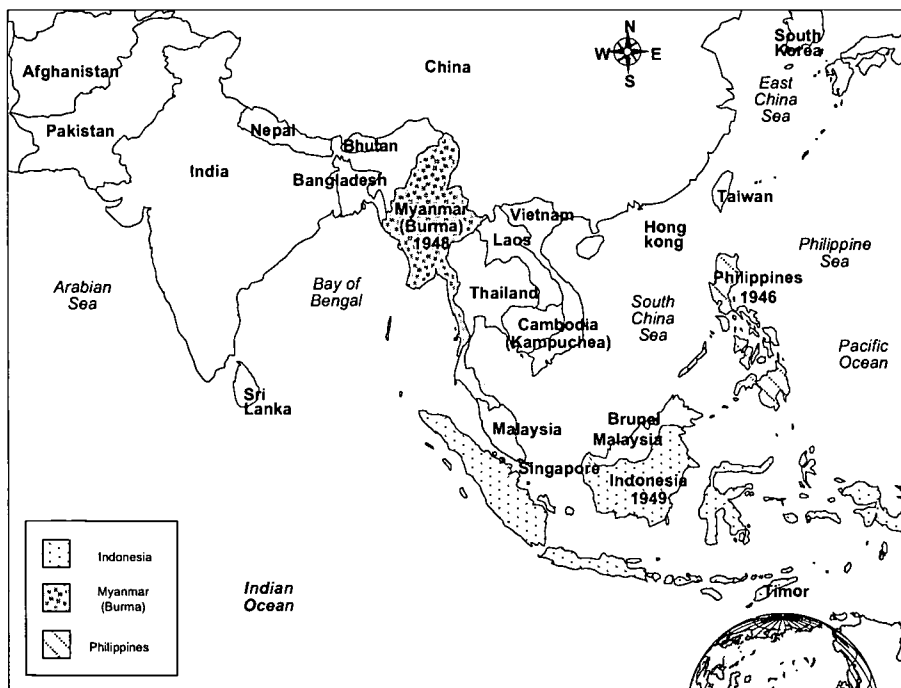 N
W E
S
South
Korea
Afghanistan
China
East
China
Sea
Pakistan
Nepal
Bhutan
India
Bangladesh
Taiwan
Myanmar
(Burma)
1948
Vietnam
Laos
Hong
kong
Philippine
Sea
Arabian
Sea
Bay of
Bengal
Thailand
Philippines
1946
South
China
Sea
Cambodia
(Kampuchea)
Pacific
Ocean
Sri
Lanka
Malaysia
Brunei
Malaysia
Singapore
Indonesia
1949
Indonesia
Myanmar
(Burma)
Philippines
Indian
Ocean
Timor